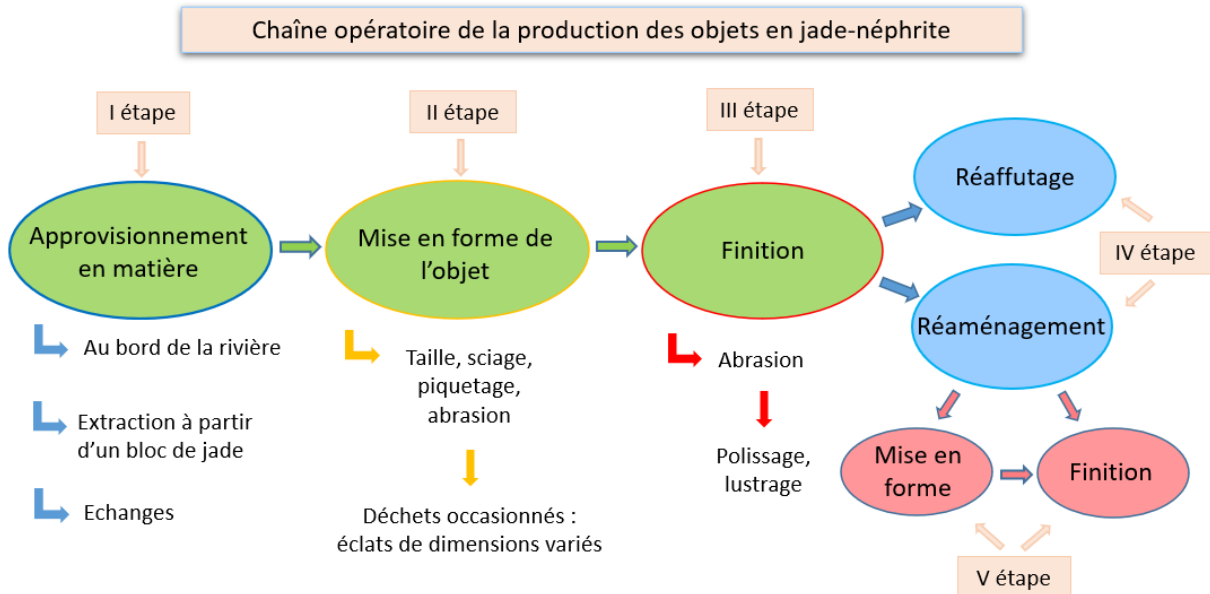 Chaîne opératoire de la production des objets en jade-néphrite
I étape
II étape
III étape
Approvisionnement
en matière
Mise en forme de
l'objet
Finition
Réaffutage
IV étape
Réaménagement
Au bord de la rivière
Extraction à partir
d'un bloc de jade
Echanges
Taille, sciage,
piquetage,
abrasion
Déchets occasionnés :
éclats de dimensions variés
Abrasion
Polissage,
lustrage
Mise en
forme
Finition
V étape